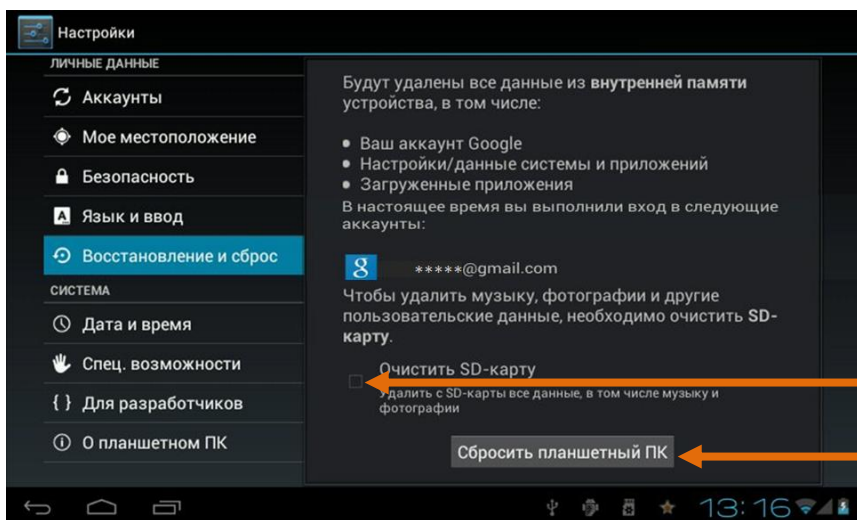 Настройки
ЛИЧНЫЕ ДАННЫЕ
Аккаунты
Мое местоположение
Безопасность
Язык и ввод
Восстановление и сброс
СИСТЕМА
Дата и время
Спец. возможности
Для разработчиков
О планшетном ПК
Будут удалены все данные из внутренней памяти
устройства, в том числе:
• Ваш аккаунт Google
• Настройки/данные системы и приложений
• Загруженные приложения
В настоящее время вы выполнили вход в следующие
аккаунты:
*****@gmail.com
Чтобы удалить музыку, фотографии и другие
пользовательские данные, необходимо очистить SD-
карту.
Очистить SD-карту
Удалить с SD-карты все данные, в том числе музыку и
фотографии
Сбросить планшетный ПК
13:16